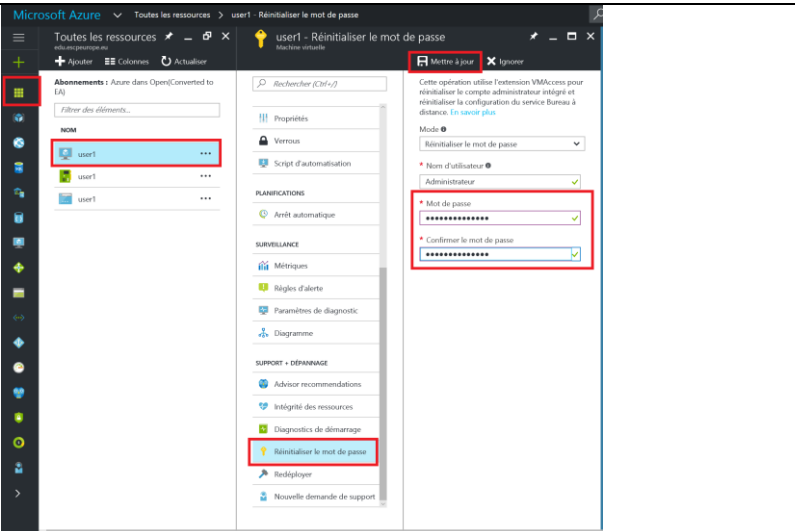 Microsoft Azure Toutes les ressources > user1 - Réinitialiser le mot de passe
Toutes les ressources
edu.escpeurope.eu
Ajouter Colonnes Actualiser
Abonnements : Azure dans Open(Converted to
EA)
Filtrer des éléments...
NOM
user1 ...
user1 ...
user1 ...
user1 - Réinitialiser le mot de passe
Machine virtuelle
Rechercher (Ctrl+/)
Propriétés
Verrous
Script d'automatisation
PLANIFICATIONS
Arrêt automatique
SURVEILLANCE
Métriques
Règles d'alerte
Paramètres de diagnostic
Diagramme
SUPPORT + DÉPANNAGE
Advisor recommendations
Intégrité des ressources
Diagnostics de démarrage
Réinitialiser le mot de passe
Redéployer
Nouvelle demande de support
Mettre à jour Ignorer
Cette opération utilise l'extension VMAccess pour
réinitialiser le compte administrateur intégré et
réinitialiser la configuration du service Bureau à
distance. En savoir plus
Mode
Réinitialiser le mot de passe
* Nom d'utilisateur
Administrateur
* Mot de passe
••••••••••••••
* Confirmer le mot de passe
••••••••••••••